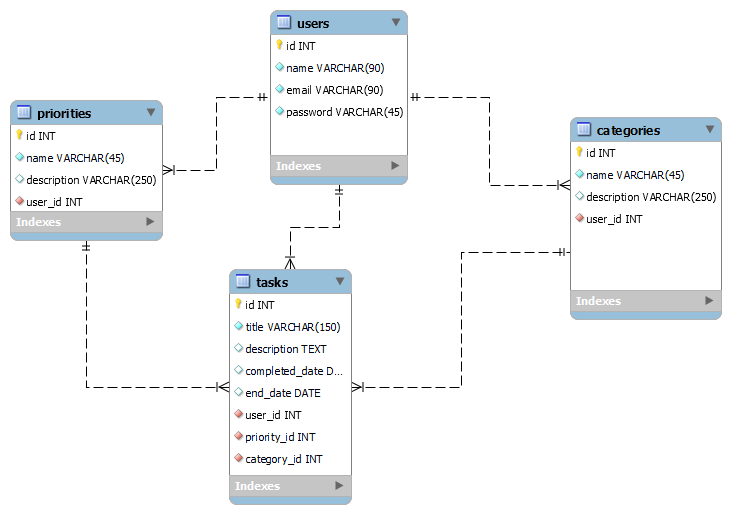 users
id INT
name VARCHAR(90)
email VARCHAR(90)
password VARCHAR(45)
Indexes
priorities
id INT
name VARCHAR(45)
description VARCHAR(250)
user_id INT
Indexes
categories
id INT
name VARCHAR(45)
description VARCHAR(250)
user_id INT
Indexes
tasks
id INT
title VARCHAR(150)
description TEXT
completed_date D...
end_date DATE
user_id INT
priority_id INT
category_id INT
Indexes